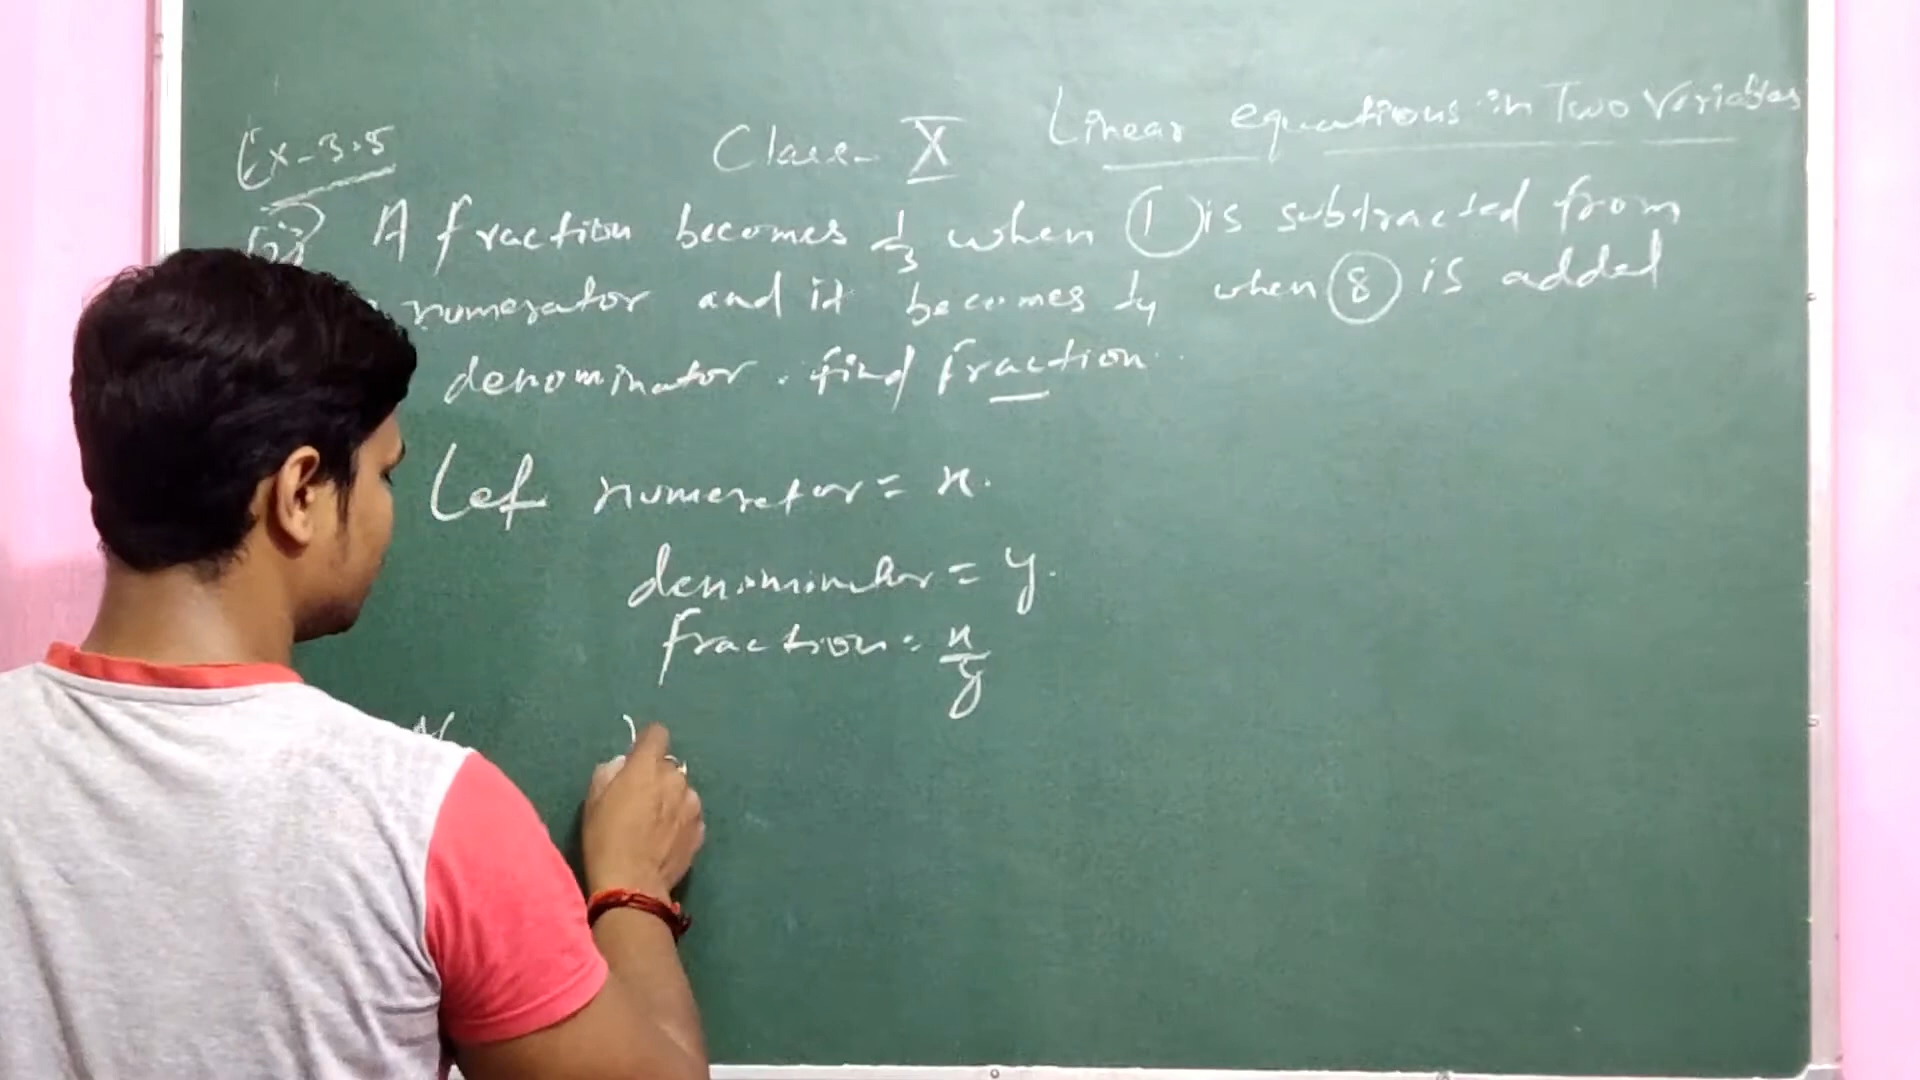 Ex-3.5
Class- X
Linear equations in Two Variables
A fraction becomes 1/3 when 1 is subtracted from
numerator and it becomes 1/4 when 8 is added
denominator. find fraction.
Let numerator = x.
denominator = y.
fraction = x/y